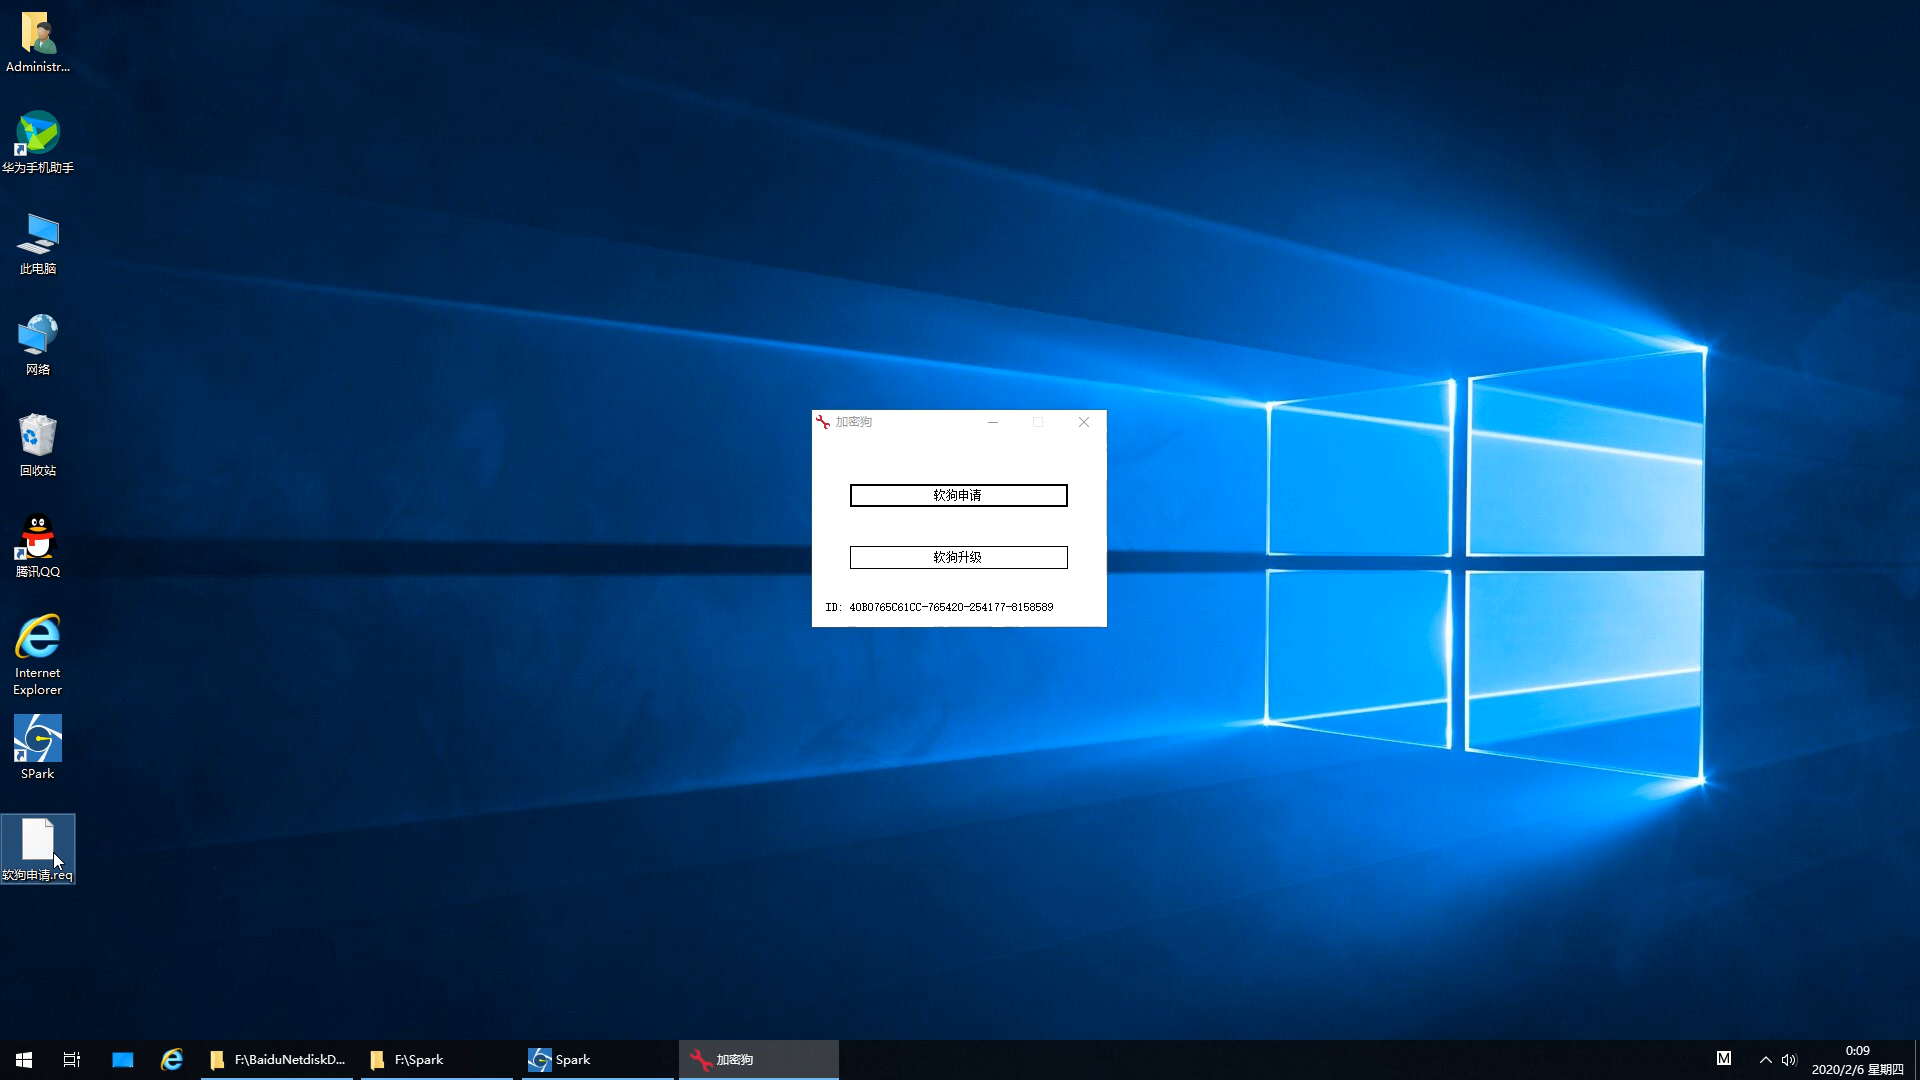 Administr...
华为手机助手
此电脑
网络
回收站
腾讯QQ
Internet
Explorer
SPark
软狗申请.req
加密狗
软狗申请
软狗升级
ID: 40B0765C61CC-765420-254177-8158589
F:\BaiduNetdiskD...
F:\Spark
Spark
加密狗
M
0:09
2020/2/6 星期四